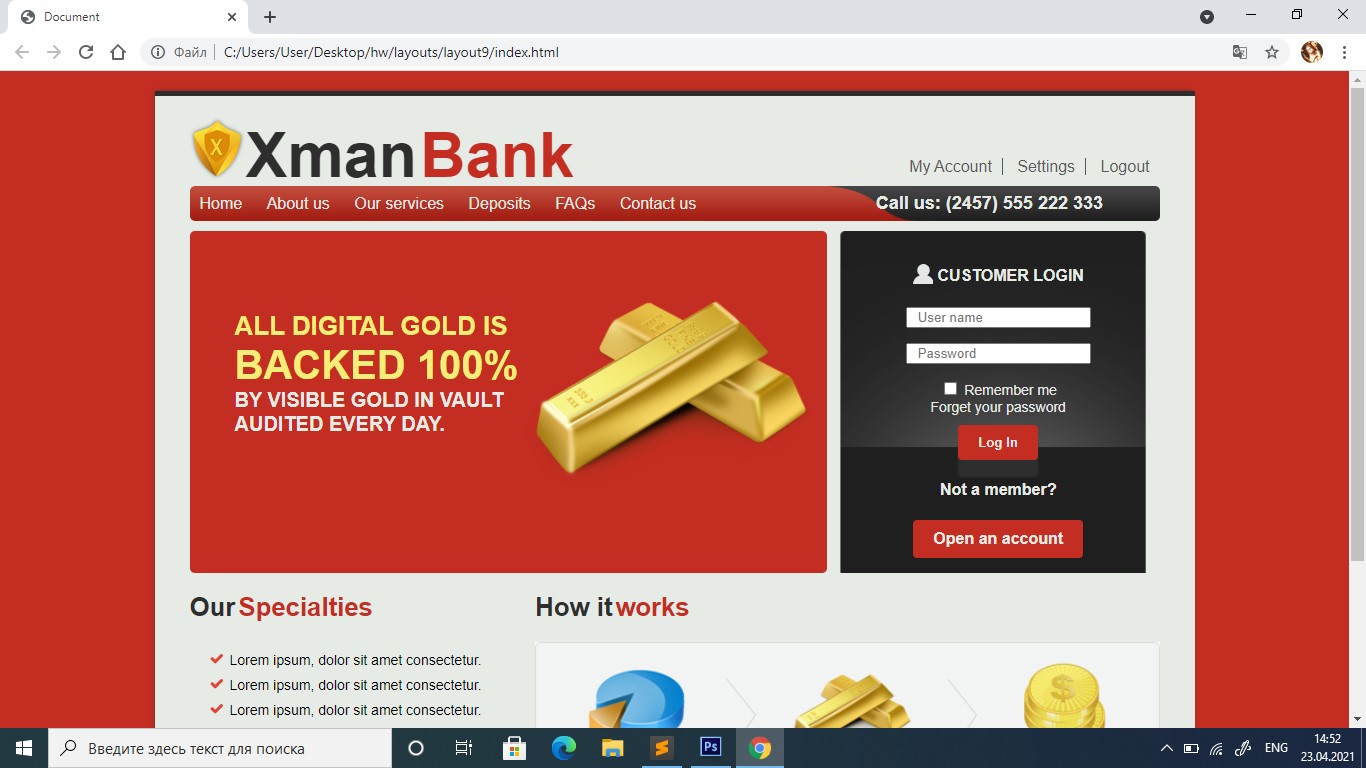 Document
Файл
C:/Users/User/Desktop/hw/layouts/layout9/index.html
X XmanBank
My Account Settings Logout
Home About us Our services Deposits FAQs Contact us
Call us: (2457) 555 222 333
ALL DIGITAL GOLD IS
BACKED 100%
BY VISIBLE GOLD IN VAULT
AUDITED EVERY DAY.
CUSTOMER LOGIN
User name
Password
Remember me
Forget your password
Log In
Not a member?
Open an account
Our Specialties
How it works
Lorem ipsum, dolor sit amet consectetur.
Lorem ipsum, dolor sit amet consectetur.
Lorem ipsum, dolor sit amet consectetur.
Введите здесь текст для поиска
Ps
ENG
14:52
23.04.2021